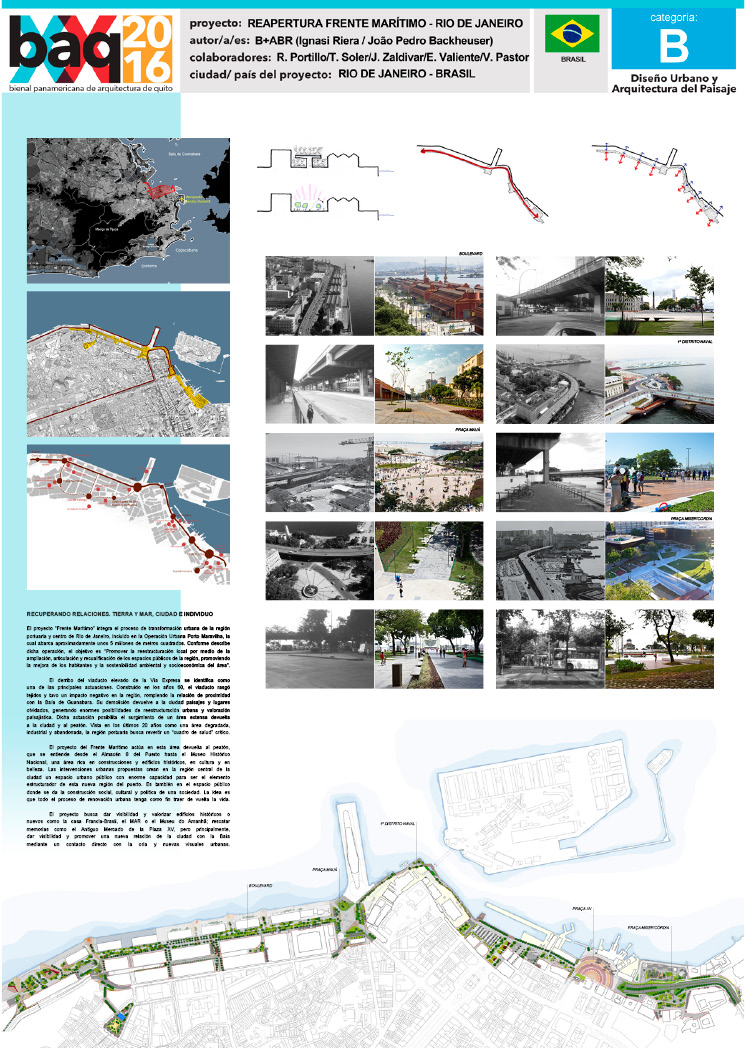 baq
XX
2016
bienal panamericana de arquitectura de quito
proyecto: REAPERTURA FRENTE MARÍTIMO - RIO DE JANEIRO
autor/a/es: B+ABR (Ignasi Riera / João Pedro Backheuser)
colaboradores: R. Portillo/T. Soler/J. Zaldivar/E. Valiente/V. Pastor
ciudad/ país del proyecto: RIO DE JANEIRO - BRASIL
BRASIL
categoria:
B
Diseño Urbano y
Arquitectura del Paisaje
Copacabana
BOULEVARD
1º DISTRITO NAVAL
PRAÇA MAUÁ
PRAÇA MISERICÓRDIA
RECUPERANDO RELACIONES. TIERRA Y MAR, CIUDAD E INDIVIDUO
El proyecto "Frente Marítimo" integra el proceso de transformación urbana de la región
portuaria y centro de Rio de Janeiro, incluido en la Operación Urbana Porto Maravilha, la
cual abarca aproximadamente unos 5 millones de metros cuadrados. Conforme describe
dicha operación, el objetivo es "Promover la reestructuración local por medio de la
ampliación, articulación y recualificación de los espacios públicos de la región, promoviendo
la mejora de los habitantes y la sostenibilidad ambiental y socioeconómica del área".
El derribo del viaducto elevado de la Vía Express se identifica como
una de las principales actuaciones. Construido en los años 60, el viaducto rasgó
tejidos y tuvo un impacto negativo en la región, rompiendo la relación de proximidad
con la Baía de Guanabara. Su demolición devuelve a la ciudad paisajes y lugares
olvidados, generando enormes posibilidades de reestructuración urbana y valoración
paisajística. Dicha actuación posibilita el surgimiento de un área extensa devuelta
a la ciudad y al peatón. Vista en los últimos 20 años como una área degradada,
industrial y abandonada, la región portuaria busca revertir un "cuadro de salud" crítico.
El proyecto del Frente Marítimo actúa en esta área devuelta al peatón,
que se entiende desde el Almacén 8 del Puerto hasta el Museo Histórico
Nacional, una área rica en construcciones y edificios históricos, en cultura y en
belleza. Las intervenciones urbanas propuestas crean en la región central de la
ciudad un espacio urbano público con enorme capacidad para ser el elemento
estructurador de esta nueva región del puerto. Es también en el espacio público
donde se da la construcción social, cultural y política de una sociedad. La idea es
que todo el proceso de renovación urbana tenga como fin traer de vuelta la vida.
El proyecto busca dar visibilidad y valorizar edificios históricos o
nuevos como la casa Francia-Brasil, el MAR o el Museu do Amanhã; rescatar
memorias como el Antiguo Mercado de la Plaza XV, pero principalmente,
dar visibilidad y promover una nueva relación de la ciudad con la Baía
mediante un contacto directo con la orla y nuevas visuales urbanas.
1º DISTRITO NAVAL
PRAÇA MAUÁ
BOULEVARD
PRAÇA XV
PRAÇA MISERICÓRDIA